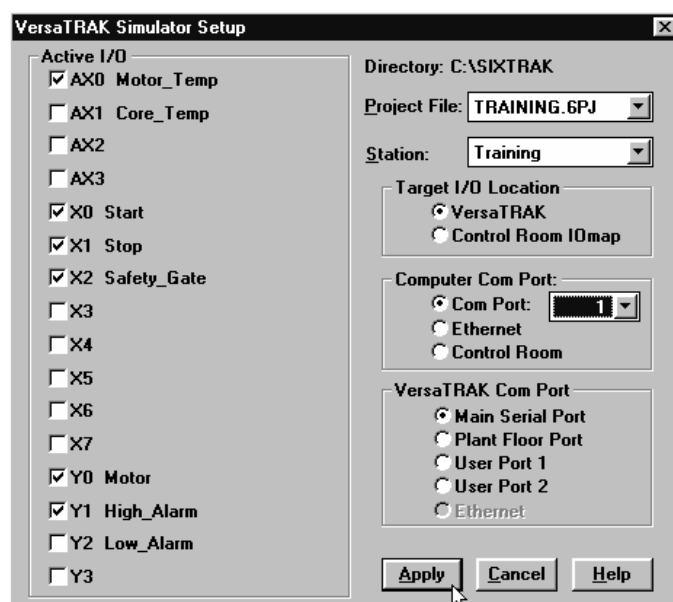 VersaTRAK Simulator Setup
Active I/O
AX0 Motor_Temp
AX1 Core_Temp
AX2
AX3
X0 Start
X1 Stop
X2 Safety_Gate
X3
X4
X5
X6
X7
Y0 Motor
Y1 High_Alarm
Y2 Low_Alarm
Y3
Directory: C:\SIXTRAK
Project File: TRAINING.6PJ
Station: Training
Target I/O Location
VersaTRAK
Control Room IOmap
Computer Com Port:
Com Port: 1
Ethernet
Control Room
VersaTRAK Com Port
Main Serial Port
Plant Floor Port
User Port 1
User Port 2
Ethernet
Apply Cancel Help